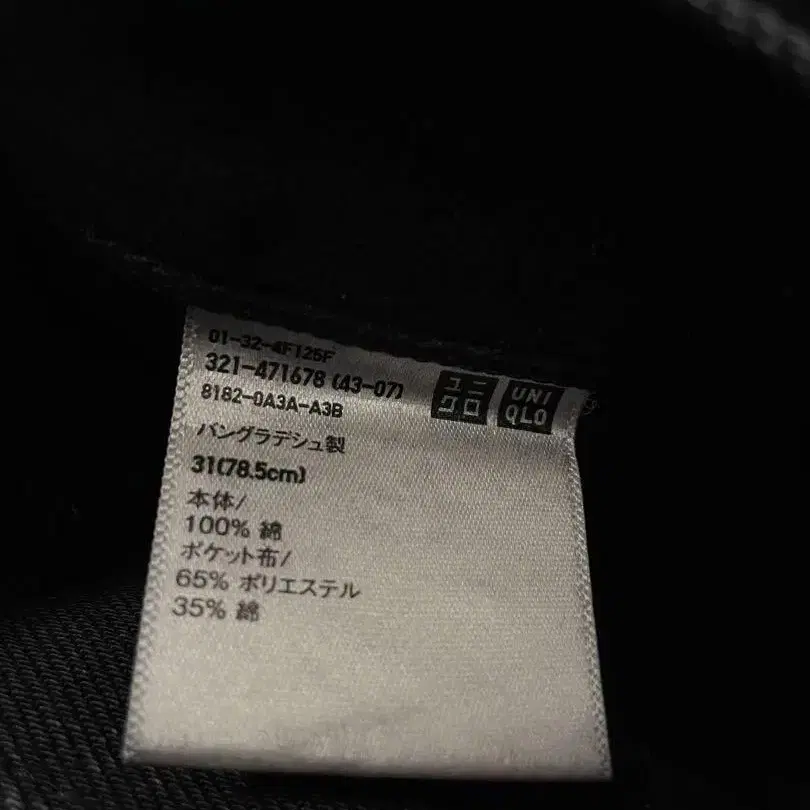 01-32-4F125F
321-471678 (43-07)
8182-0A3A-A3B
ユニ
クロ
UNI
QLO
バングラデシュ製
31(78.5cm)
本体/
100% 綿
ポケット布/
65% ポリエステル
35% 綿